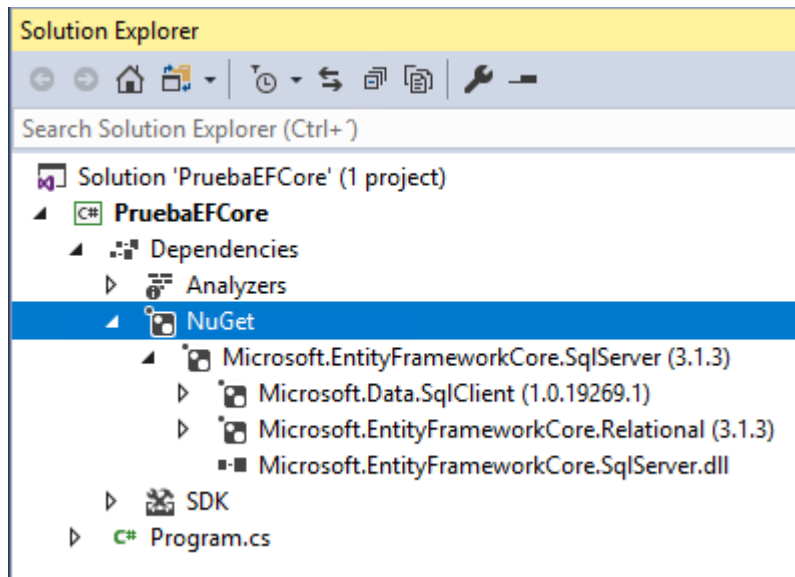 Solution Explorer
Search Solution Explorer (Ctrl+´)
Solution 'PruebaEFCore' (1 project)
C# PruebaEFCore
Dependencies
Analyzers
NuGet
Microsoft.EntityFrameworkCore.SqlServer (3.1.3)
Microsoft.Data.SqlClient (1.0.19269.1)
Microsoft.EntityFrameworkCore.Relational (3.1.3)
Microsoft.EntityFrameworkCore.SqlServer.dll
SDK
C# Program.cs